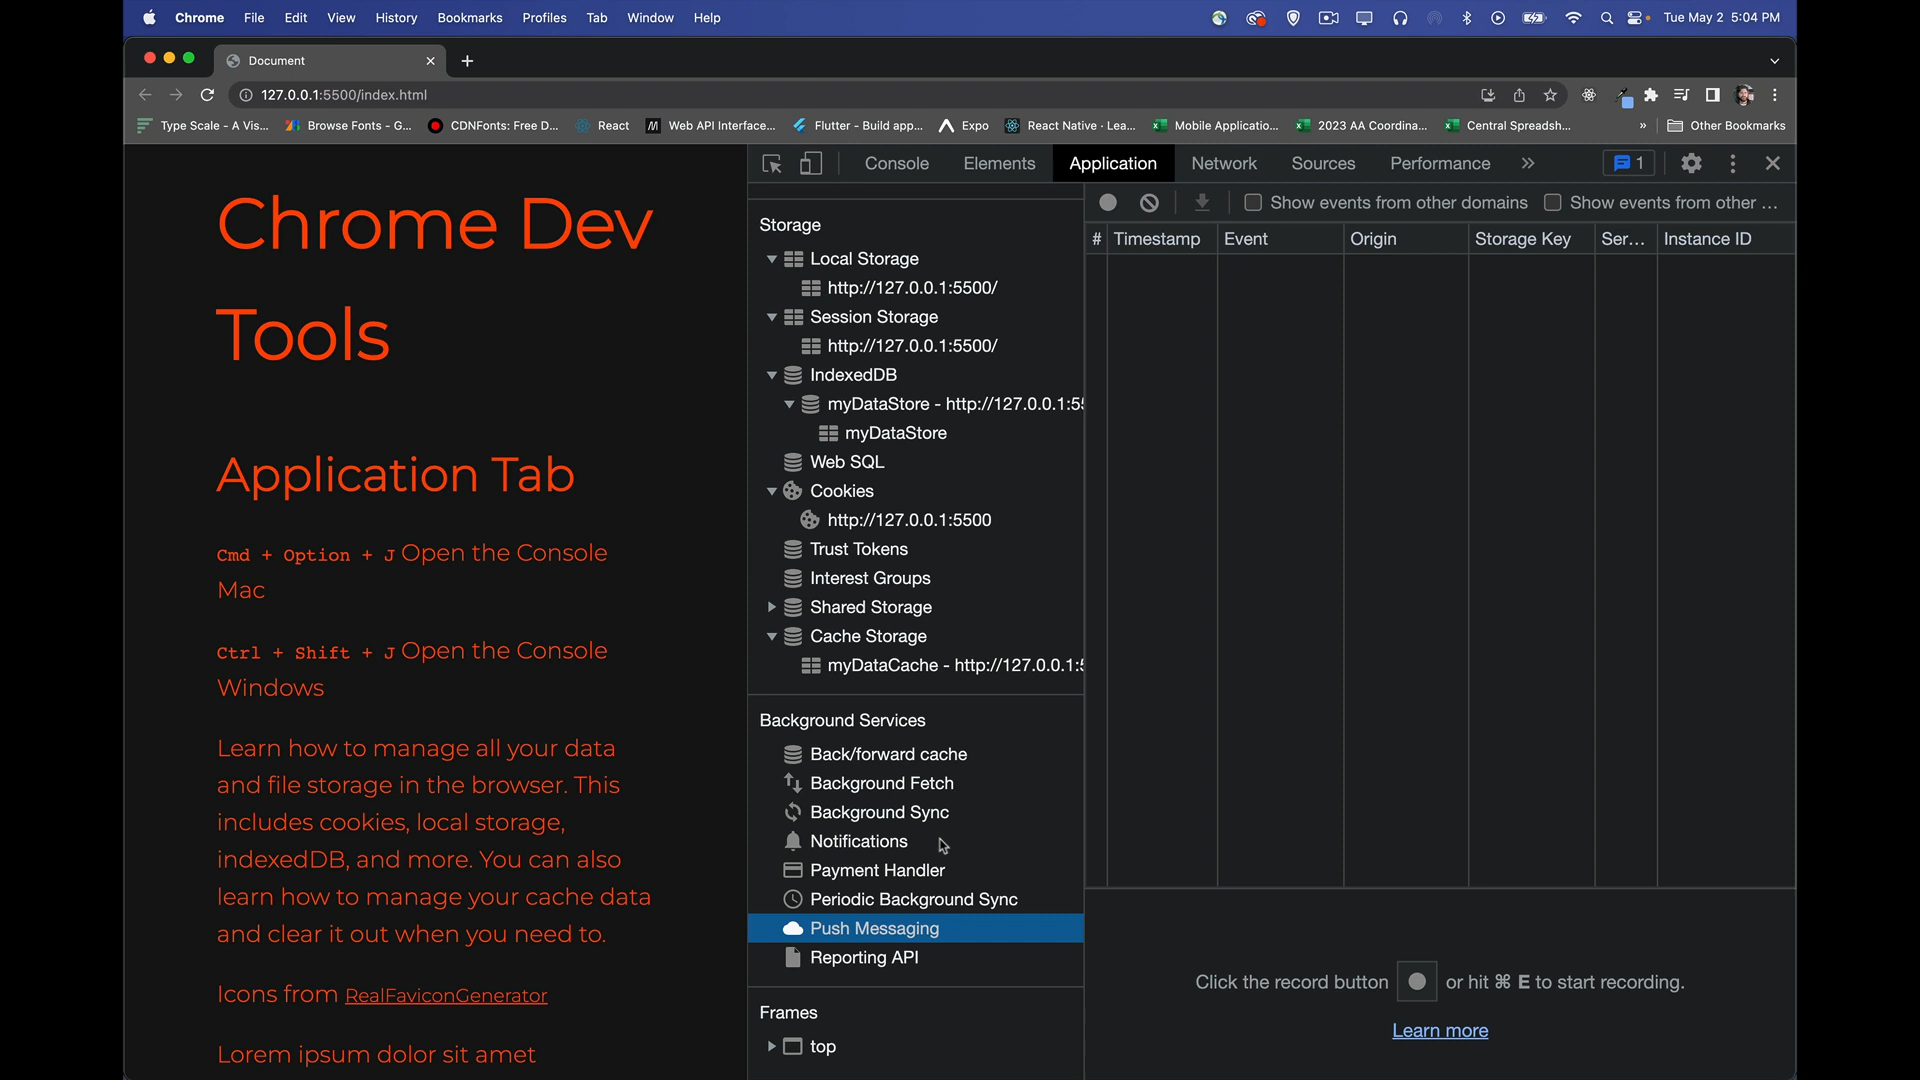 Chrome File Edit View History Bookmarks Profiles Tab Window Help Tue May 2 5:04 PM
Document
127.0.0.1:5500/index.html
Type Scale - A Vis... Browse Fonts - G... CDNFonts: Free D... React Web API Interface... Flutter - Build app... Expo React Native · Lea... Mobile Applicatio... 2023 AA Coordina... Central Spreadsh... » Other Bookmarks
Chrome Dev
Tools
Application Tab
Cmd + Option + J Open the Console
Mac
Ctrl + Shift + J Open the Console
Windows
Learn how to manage all your data
and file storage in the browser. This
includes cookies, local storage,
indexedDB, and more. You can also
learn how to manage your cache data
and clear it out when you need to.
Icons from RealFaviconGenerator
Lorem ipsum dolor sit amet
Console Elements Application Network Sources Performance » 1
Storage
Local Storage
http://127.0.0.1:5500/
Session Storage
http://127.0.0.1:5500/
IndexedDB
myDataStore - http://127.0.0.1:55
myDataStore
Web SQL
Cookies
http://127.0.0.1:5500
Trust Tokens
Interest Groups
Shared Storage
Cache Storage
myDataCache - http://127.0.0.1:5
Background Services
Back/forward cache
Background Fetch
Background Sync
Notifications
Payment Handler
Periodic Background Sync
Push Messaging
Reporting API
Frames
top
Show events from other domains Show events from other ...
# Timestamp Event Origin Storage Key Ser... Instance ID
Click the record button or hit ⌘ E to start recording.
Learn more